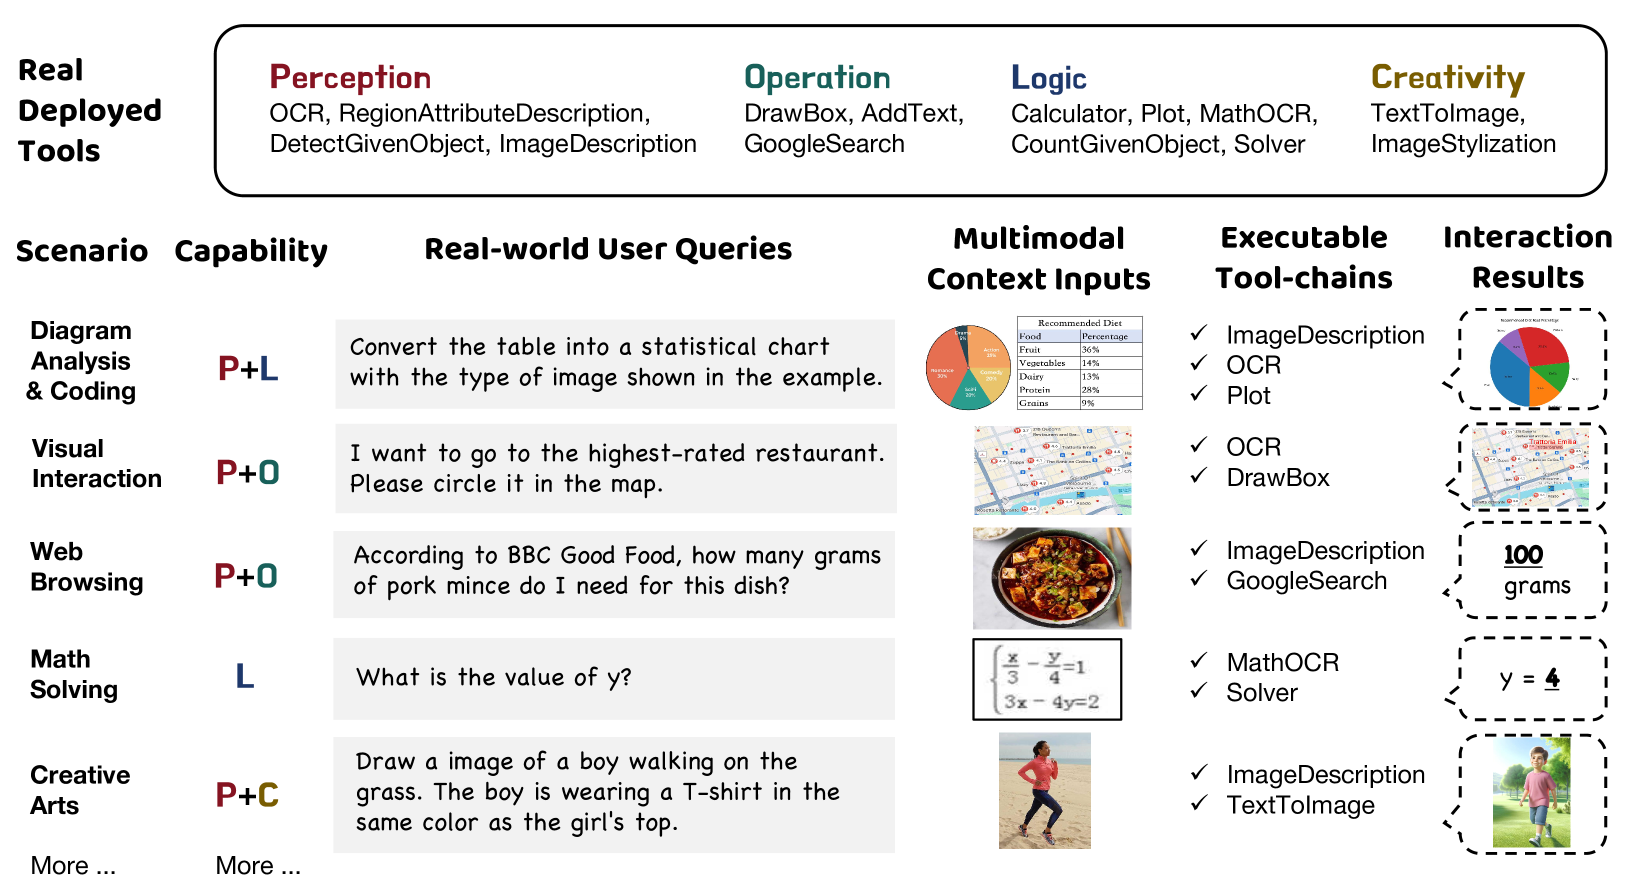 Real
Deployed
Tools
Perception
OCR, RegionAttributeDescription,
DetectGivenObject, ImageDescription
Operation
DrawBox, AddText,
GoogleSearch
Logic
Calculator, Plot, MathOCR,
CountGivenObject, Solver
Creativity
TextToImage,
ImageStylization
Scenario
Capability
Real-world User Queries
Multimodal
Context Inputs
Executable
Tool-chains
Interaction
Results
Diagram
Analysis
& Coding
P+L
Convert the table into a statistical chart
with the type of image shown in the example.
Drama
5%
Action
Comedy
SciFi
20%
Romance
30%
Recommended Diet
Food Percentage
Fruit 36%
Vegetables 14%
Dairy 13%
Protein 28%
Grains 9%
✓ ImageDescription
✓ OCR
✓ Plot
Visual
Interaction
P+O
I want to go to the highest-rated restaurant.
Please circle it in the map.
✓ OCR
✓ DrawBox
Trattoria Emilia
Web
Browsing
P+O
According to BBC Good Food, how many grams
of pork mince do I need for this dish?
✓ ImageDescription
✓ GoogleSearch
100
grams
Math
Solving
L
What is the value of y?
x/3 - y/4=1
3x - 4y=2
✓ MathOCR
✓ Solver
y = 4
Creative
Arts
P+C
Draw a image of a boy walking on the
grass. The boy is wearing a T-shirt in the
same color as the girl's top.
✓ ImageDescription
✓ TextToImage
More ...
More ...